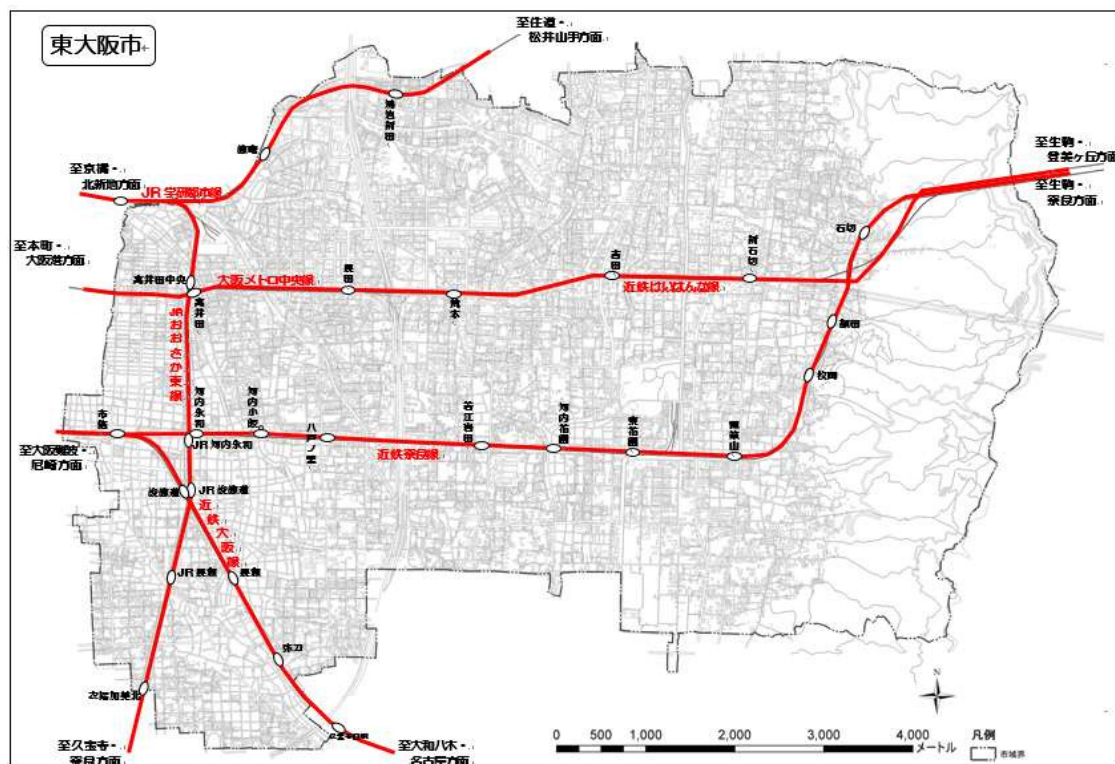 東大阪市
至住道・
松井山手方面
鴻池新田
徳庵
至京橋・
北新地方面
JR学研都市線
至生駒・
登美ヶ丘方面
至生駒・
奈良方面
石切
至本町・
大阪港方面
高井田中央
高井田
大阪メトロ中央線
長田
荒本
吉田
近鉄けいはんな線
新石切
JRおおさか東線
額田
枚岡
布施
河内永和
河内小阪
八戸ノ里
若江岩田
河内花園
東花園
瓢箪山
至大阪難波・
尼崎方面
JR河内永和
近鉄奈良線
俊徳道
JR俊徳道
近鉄大阪線
JR長瀬
長瀬
弥刀
衣摺加美北
至久宝寺・
奈良方面
至大和八木・
名古屋方面
N
0 500 1,000 2,000 3,000 4,000
メートル
凡例
市域界